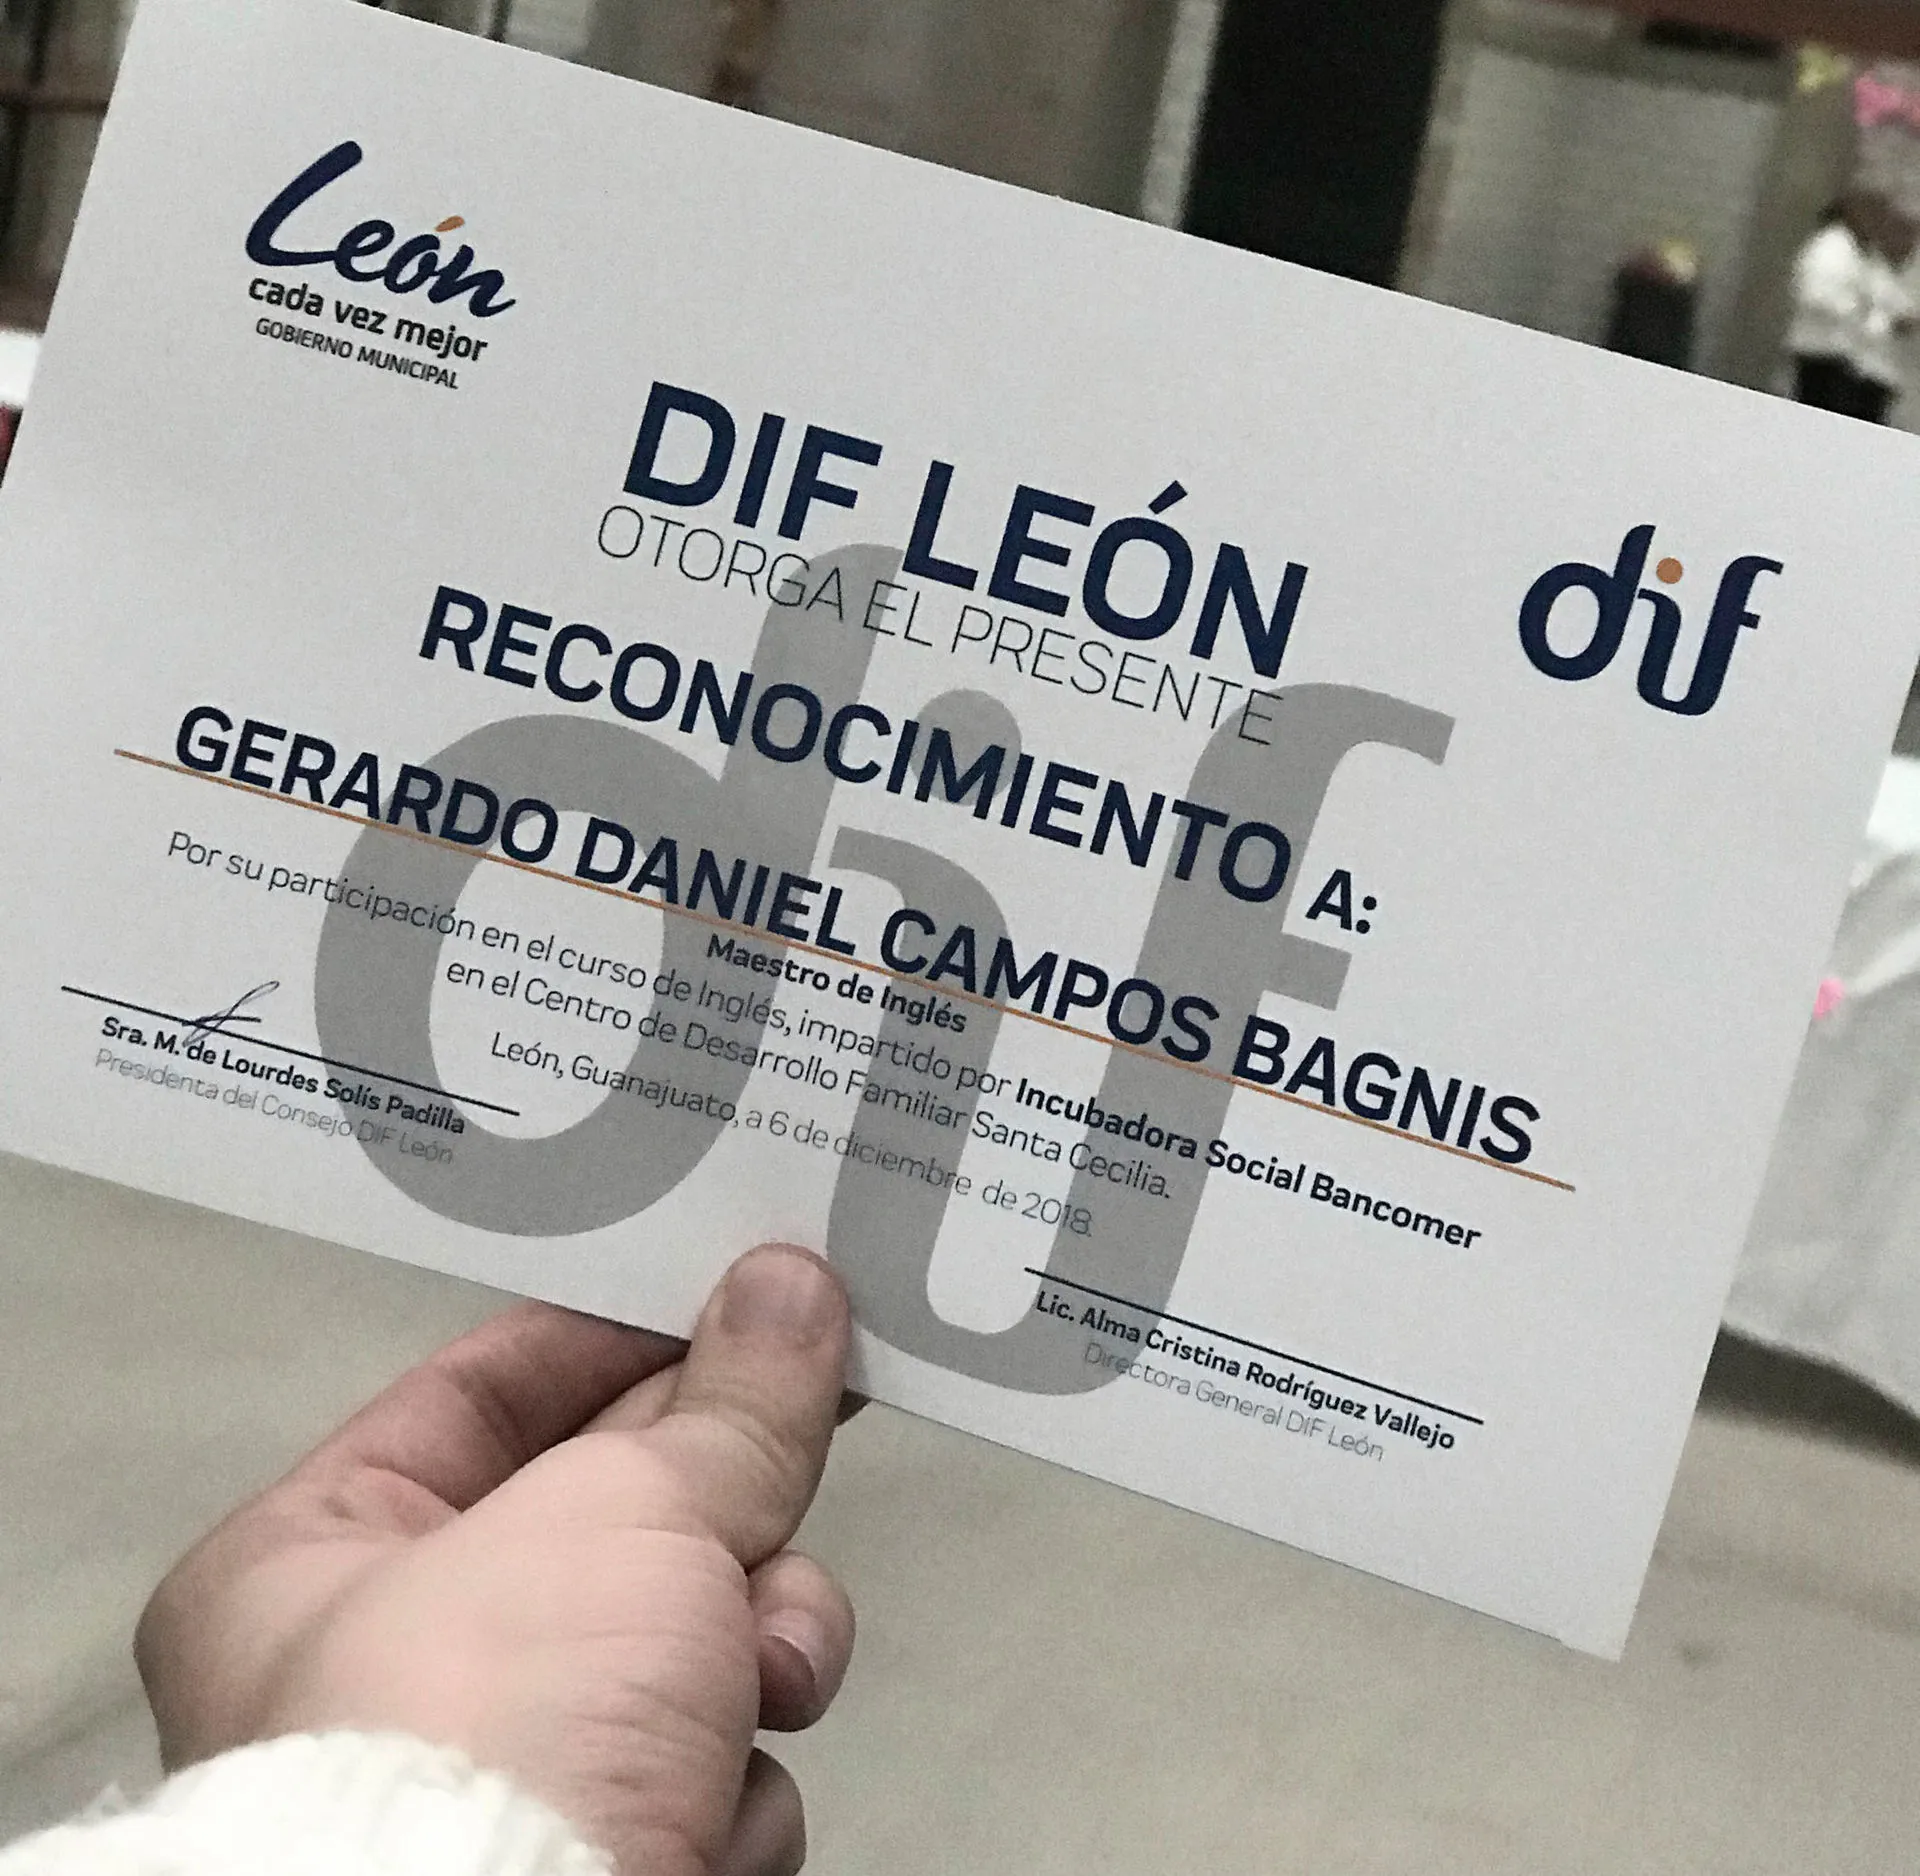 León
cada vez mejor
GOBIERNO MUNICIPAL
dif
DIF LEÓN
OTORGA EL PRESENTE
RECONOCIMIENTO A:
GERARDO DANIEL CAMPOS BAGNIS
Maestro de Inglés
Por su participación en el curso de Inglés, impartido por Incubadora Social Bancomer
en el Centro de Desarrollo Familiar Santa Cecilia.
León, Guanajuato, a 6 de diciembre de 2018.
dif
Sra. M. de Lourdes Solís Padilla
Presidenta del Consejo DIF León
Lic. Alma Cristina Rodríguez Vallejo
Directora General DIF León